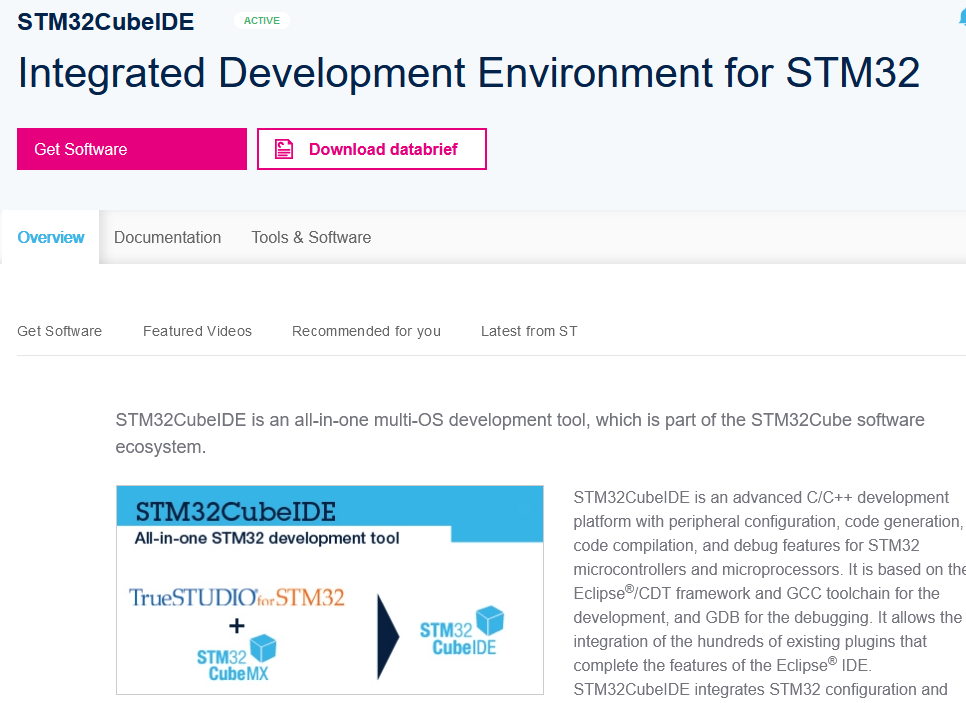 STM32CubeIDE
ACTIVE
Integrated Development Environment for STM32
Get Software
Download databrief
Overview
Documentation
Tools & Software
Get Software
Featured Videos
Recommended for you
Latest from ST
STM32CubeIDE is an all-in-one multi-OS development tool, which is part of the STM32Cube software
ecosystem.
STM32CubeIDE
All-in-one STM32 development tool
TrueSTUDIO® for STM32
+
STM32
CubeMX
STM32
CubeIDE
STM32CubeIDE is an advanced C/C++ development
platform with peripheral configuration, code generation,
code compilation, and debug features for STM32
microcontrollers and microprocessors. It is based on the
Eclipse®/CDT framework and GCC toolchain for the
development, and GDB for the debugging. It allows the
integration of the hundreds of existing plugins that
complete the features of the Eclipse® IDE.
STM32CubeIDE integrates STM32 configuration and